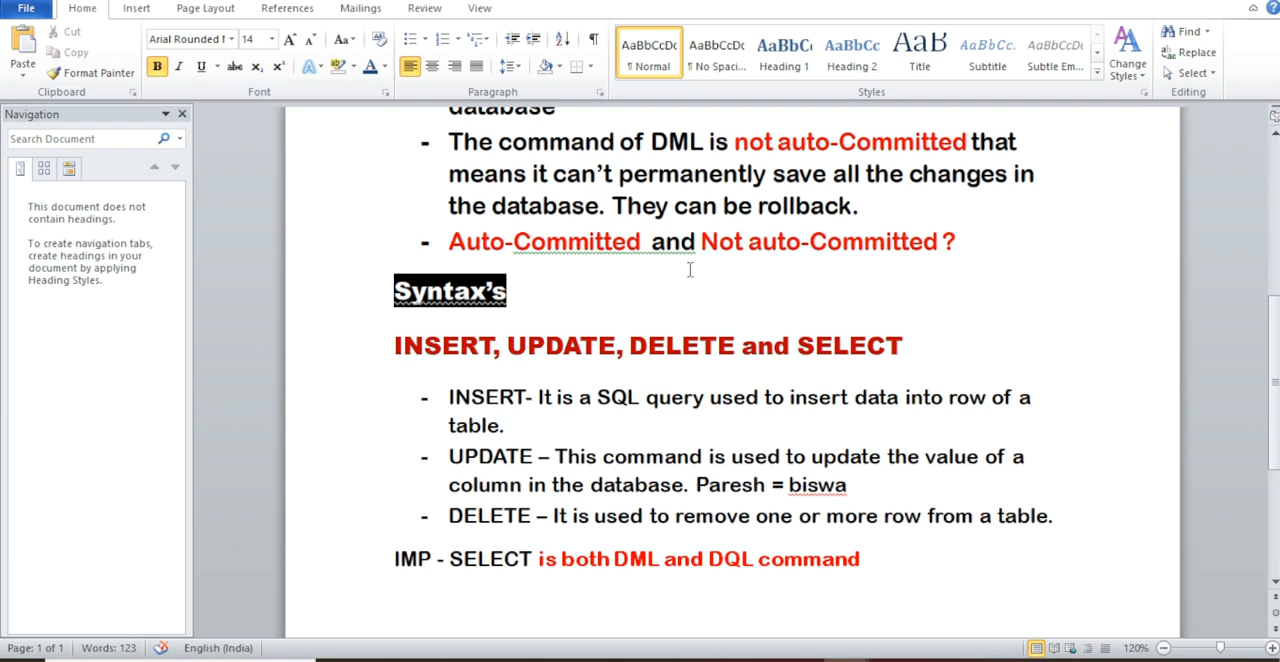 File Home Insert Page Layout References Mailings Review View
Cut
Copy
Paste
Format Painter
Clipboard
Arial Rounded 14
B I U abc x₂ x² A A
Aa
Font
Paragraph
AaBbCcDc AaBbCcDc AaBbC AaBbCc AaB AaBbCc. AaBbCcDc
¶ Normal ¶ No Spaci... Heading 1 Heading 2 Title Subtitle Subtle Em...
Change
Styles
Styles
Find
Replace
Select
Editing
Navigation
Search Document
This document does not
contain headings.
To create navigation tabs,
create headings in your
document by applying
Heading Styles.
database
- The command of DML is not auto-Committed that
means it can't permanently save all the changes in
the database. They can be rollback.
- Auto-Committed and Not auto-Committed ?
Syntax's
INSERT, UPDATE, DELETE and SELECT
- INSERT- It is a SQL query used to insert data into row of a
table.
- UPDATE – This command is used to update the value of a
column in the database. Paresh = biswa
- DELETE – It is used to remove one or more row from a table.
IMP - SELECT is both DML and DQL command
Page: 1 of 1 Words: 123 English (India) 120%